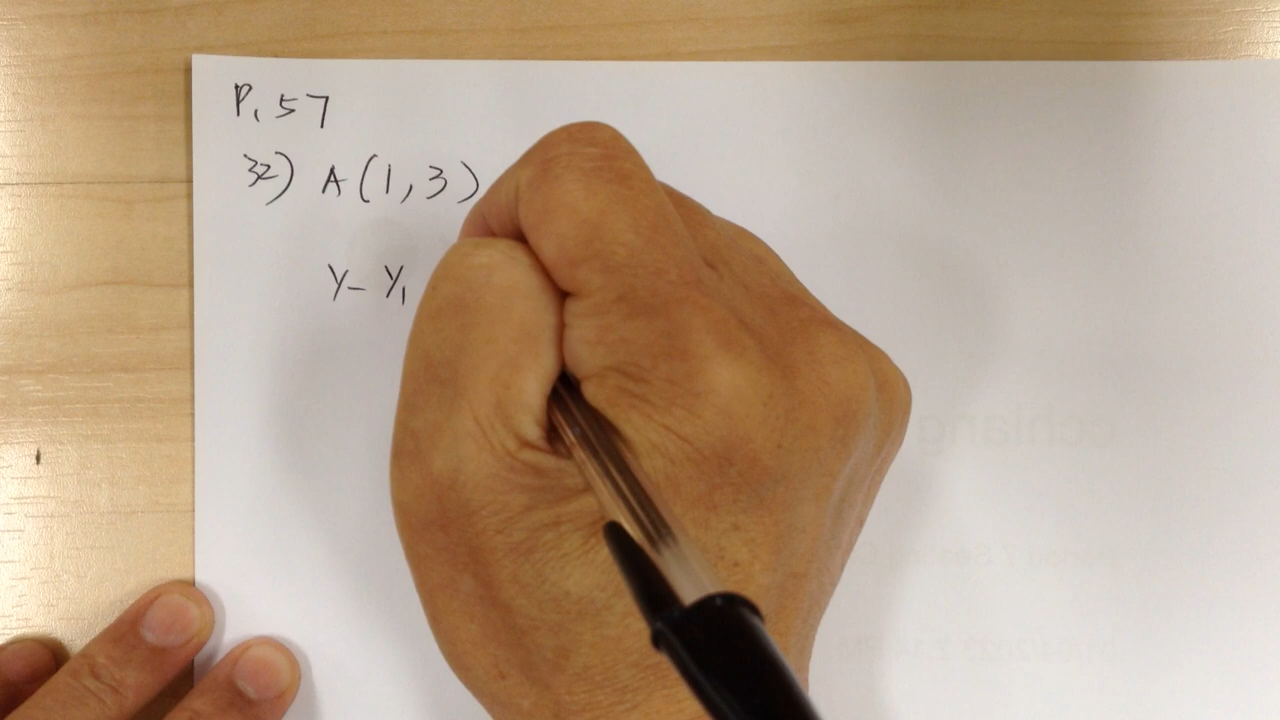 P. 57
32) A (1, 3)
y - y₁